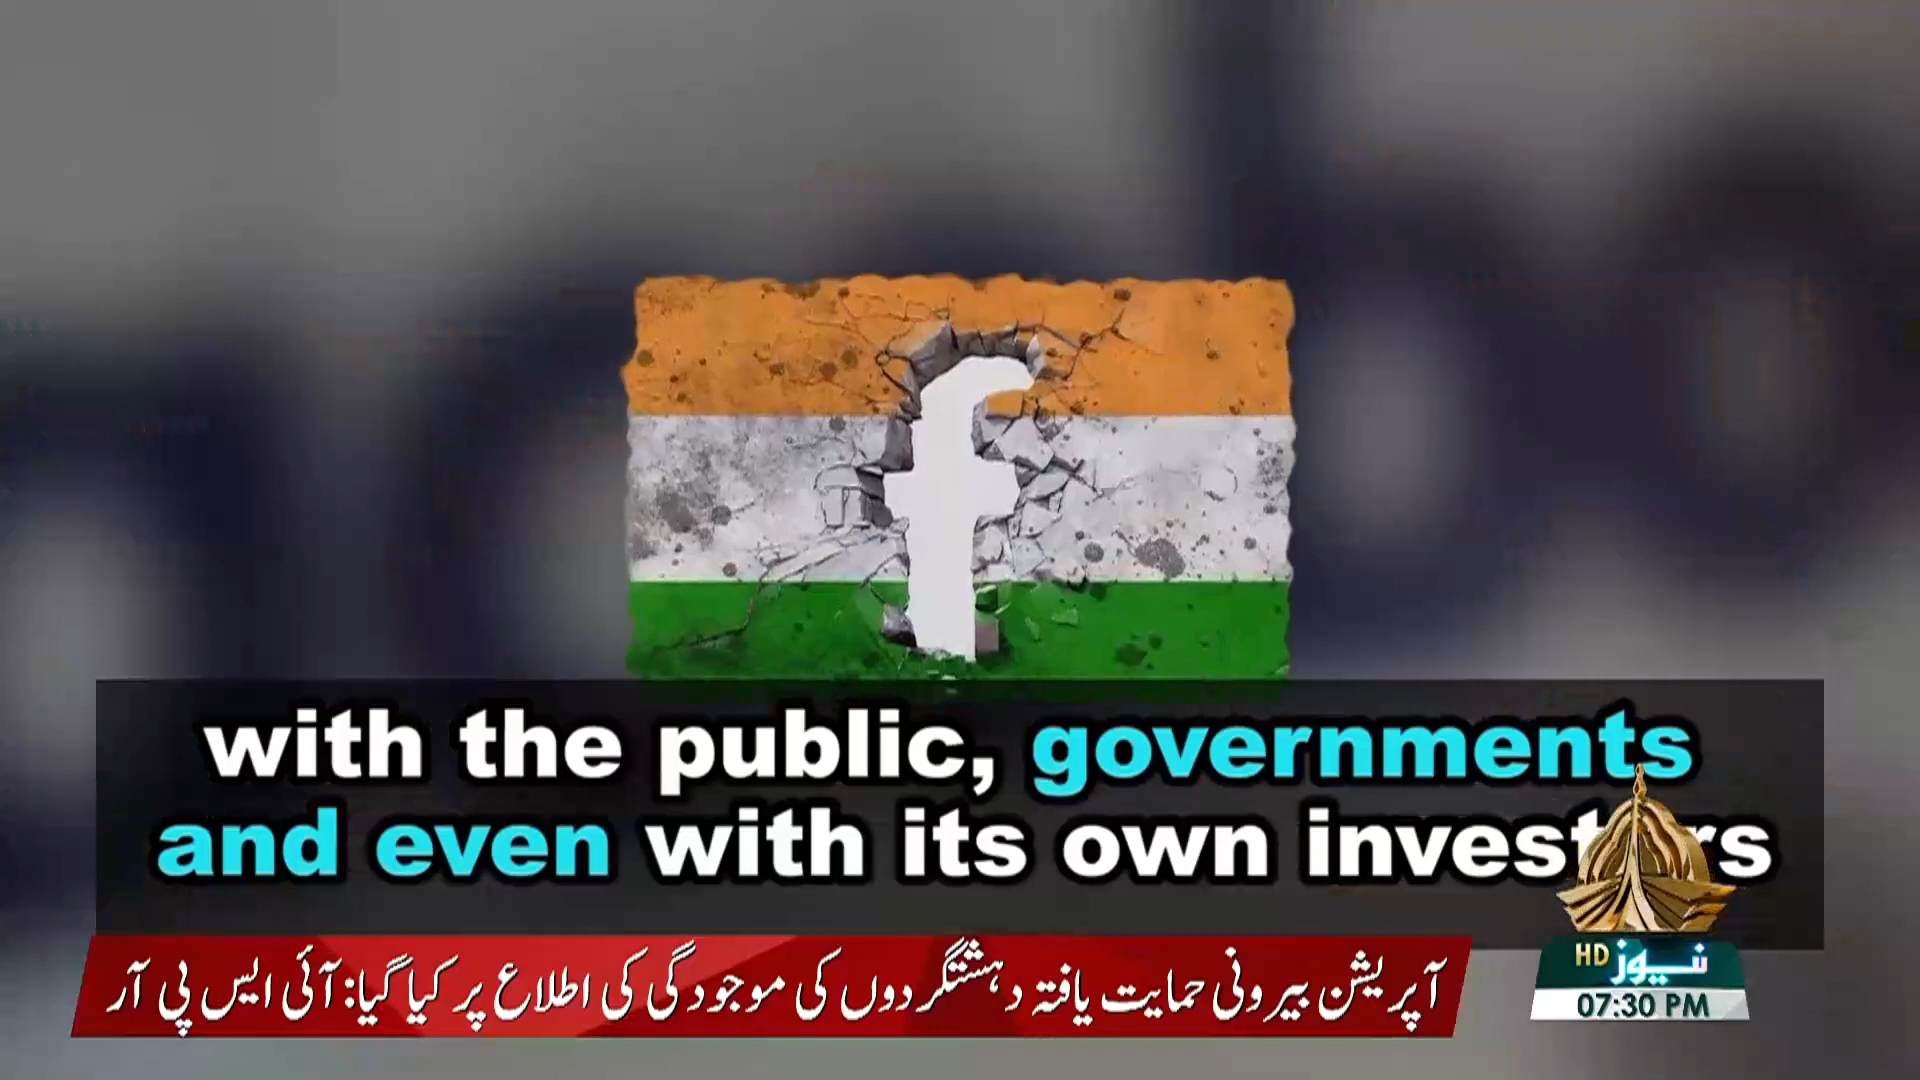 f
with the public, governments
and even with its own investors
آپریشن بیرونی حمایت یافتہ دہشتگردوں کی موجودگی کی اطلاع پر کیا گیا: آئی ایس پی آر
HD نیوز
07:30 PM